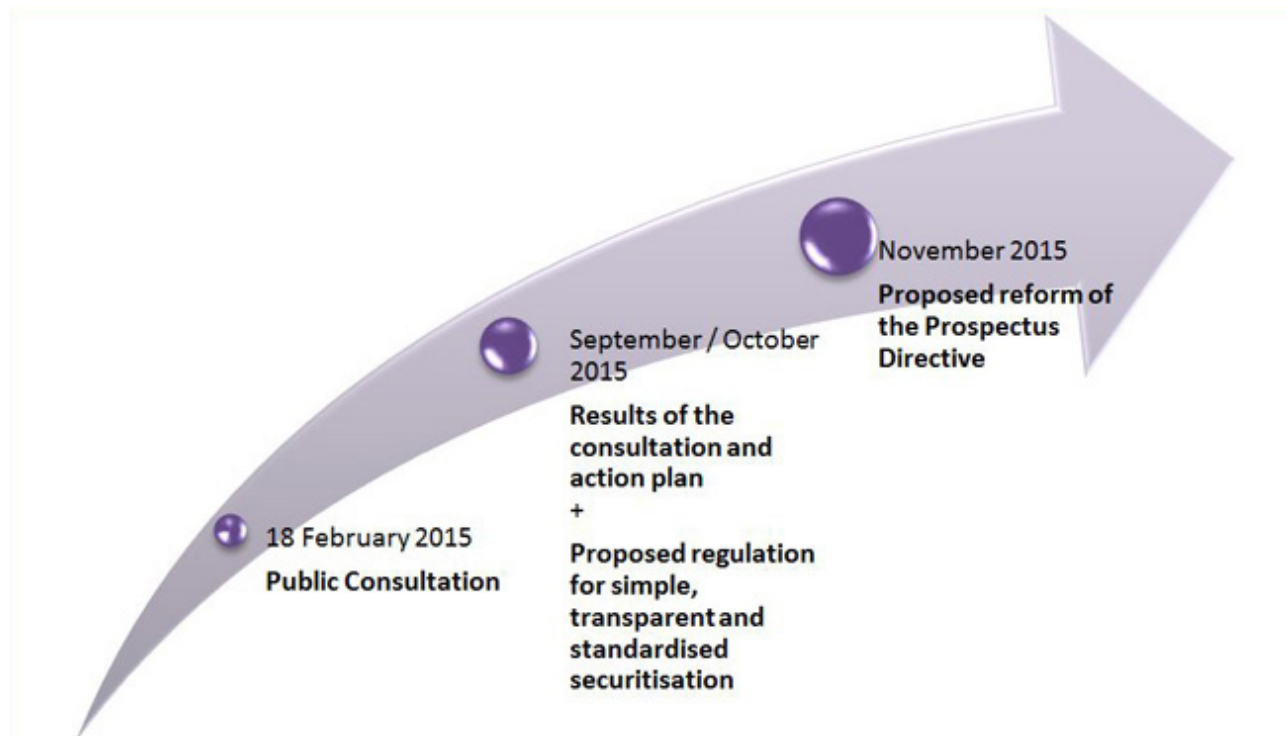 18 February 2015
Public Consultation
September / October
2015
Results of the
consultation and
action plan
+
Proposed regulation
for simple,
transparent and
standardised
securitisation
November 2015
Proposed reform of
the Prospectus
Directive